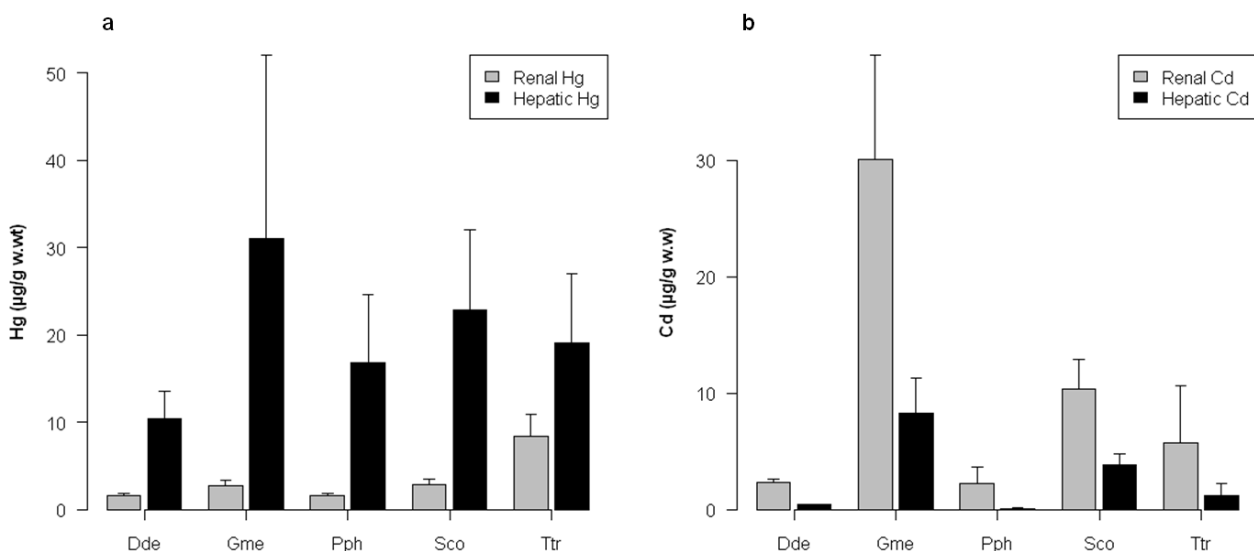 a
Hg (µg/g w.wt)
50
40
30
20
10
0
Renal Hg
Hepatic Hg
Dde Gme Pph Sco Ttr
b
Cd (µg/g w.w)
30
20
10
0
Renal Cd
Hepatic Cd
Dde Gme Pph Sco Ttr